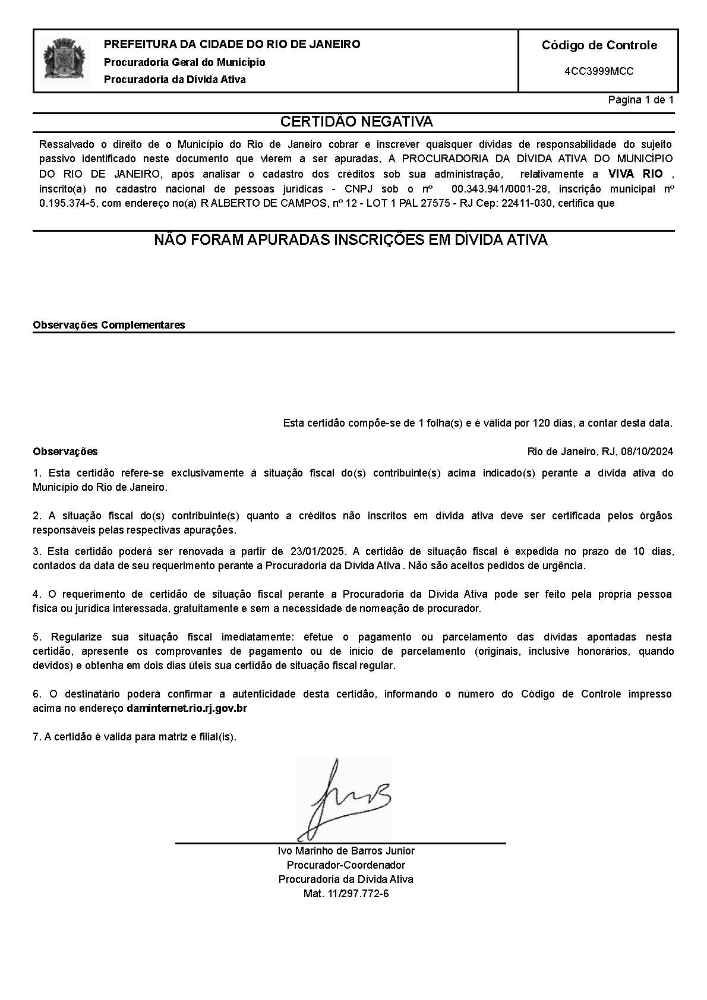 PREFEITURA DA CIDADE DO RIO DE JANEIRO
Procuradoria Geral do Município
Procuradoria da Dívida Ativa
Código de Controle
4CC3999MCC
Página 1 de 1
CERTIDÃO NEGATIVA
Ressalvado o direito de o Município do Rio de Janeiro cobrar e inscrever quaisquer dívidas de responsabilidade do sujeito
passivo identificado neste documento que vierem a ser apuradas, A PROCURADORIA DA DÍVIDA ATIVA DO MUNICÍPIO
DO RIO DE JANEIRO, após analisar o cadastro dos créditos sob sua administração, relativamente a VIVA RIO ,
inscrito(a) no cadastro nacional de pessoas jurídicas - CNPJ sob o nº 00.343.941/0001-28, inscrição municipal nº
0.195.374-5, com endereço no(a) R ALBERTO DE CAMPOS, nº 12 - LOT 1 PAL 27575 - RJ Cep: 22411-030, certifica que
NÃO FORAM APURADAS INSCRIÇÕES EM DÍVIDA ATIVA
Observações Complementares
Esta certidão compõe-se de 1 folha(s) e é válida por 120 dias, a contar desta data.
Observações
Rio de Janeiro, RJ, 08/10/2024
1. Esta certidão refere-se exclusivamente à situação fiscal do(s) contribuinte(s) acima indicado(s) perante a dívida ativa do
Município do Rio de Janeiro.
2. A situação fiscal do(s) contribuinte(s) quanto a créditos não inscritos em dívida ativa deve ser certificada pelos órgãos
responsáveis pelas respectivas apurações.
3. Esta certidão poderá ser renovada a partir de 23/01/2025. A certidão de situação fiscal é expedida no prazo de 10 dias,
contados da data de seu requerimento perante a Procuradoria da Dívida Ativa . Não são aceitos pedidos de urgência.
4. O requerimento de certidão de situação fiscal perante a Procuradoria da Dívida Ativa pode ser feito pela própria pessoa
física ou jurídica interessada, gratuitamente e sem a necessidade de nomeação de procurador.
5. Regularize sua situação fiscal imediatamente: efetue o pagamento ou parcelamento das dívidas apontadas nesta
certidão, apresente os comprovantes de pagamento ou de início de parcelamento (originais, inclusive honorários, quando
devidos) e obtenha em dois dias úteis sua certidão de situação fiscal regular.
6. O destinatário poderá confirmar a autenticidade desta certidão, informando o número do Código de Controle impresso
acima no endereço daminternet.rio.rj.gov.br
7. A certidão é valida para matriz e filial(is).
Ivo Marinho de Barros Junior
Procurador-Coordenador
Procuradoria da Dívida Ativa
Mat. 11/297.772-6